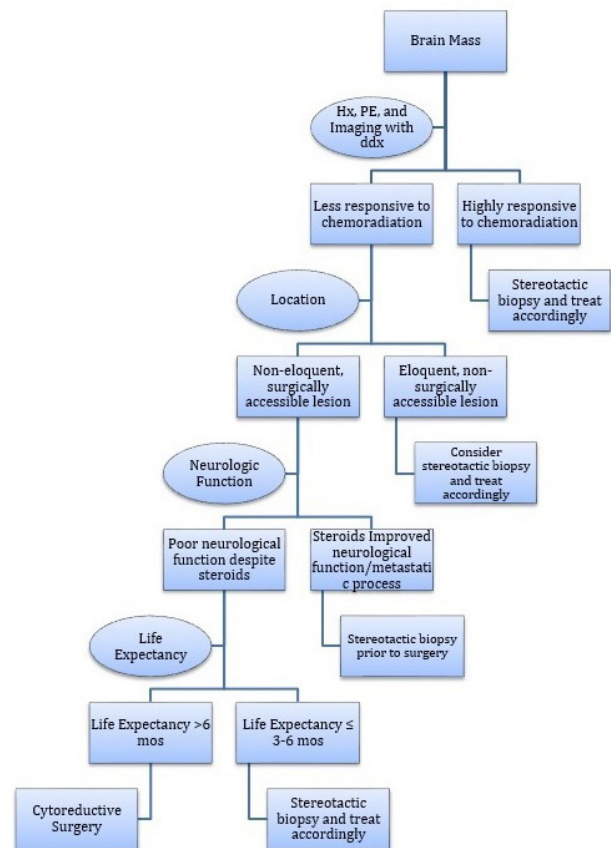 Brain Mass
Hx, PE, and
Imaging with
ddx
Less responsive to
chemoradiation
Highly responsive
to chemoradiation
Stereotactic
biopsy and treat
accordingly
Location
Non-eloquent,
surgically
accessible lesion
Eloquent, non-
surgically
accessible lesion
Consider
stereotactic biopsy
and treat
accordingly
Neurologic
Function
Poor neurological
function despite
steroids
Steroids Improved
neurological
function/metastati
c process
Stereotactic biopsy
prior to surgery
Life
Expectancy
Life Expectancy >6
mos
Life Expectancy ≤
3-6 mos
Cytoreductive
Surgery
Stereotactic
biopsy and treat
accordingly